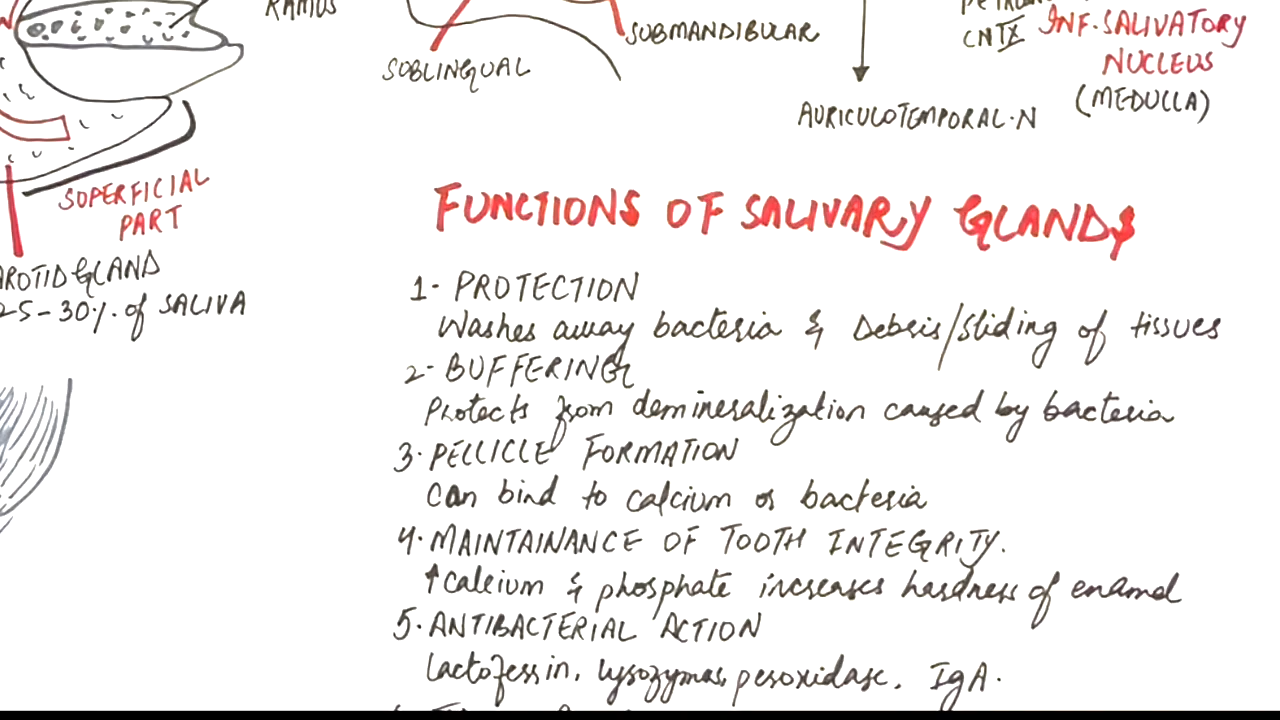 RAMUS
SUBLINGUAL
SUBMANDIBULAR
CN IX
INF. SALIVATORY
NUCLEUS
(MEDULLA)
AURICULOTEMPORAL.N
SUPERFICIAL
PART
AROTID GLAND
25-30% of SALIVA
FUNCTIONS OF SALIVARY GLANDS
1- PROTECTION
Washes away bacteria & Debris/sliding of tissues
2- BUFFERING
Protects from demineralization caused by bacteria
3. PELLICLE FORMATION
Can bind to calcium or bacteria
4. MAINTAINANCE OF TOOTH INTEGRITY.
↑calcium & phosphate increases hardness of enamel
5. ANTIBACTERIAL ACTION
lactoferrin, lysozymes, peroxidase, IgA.